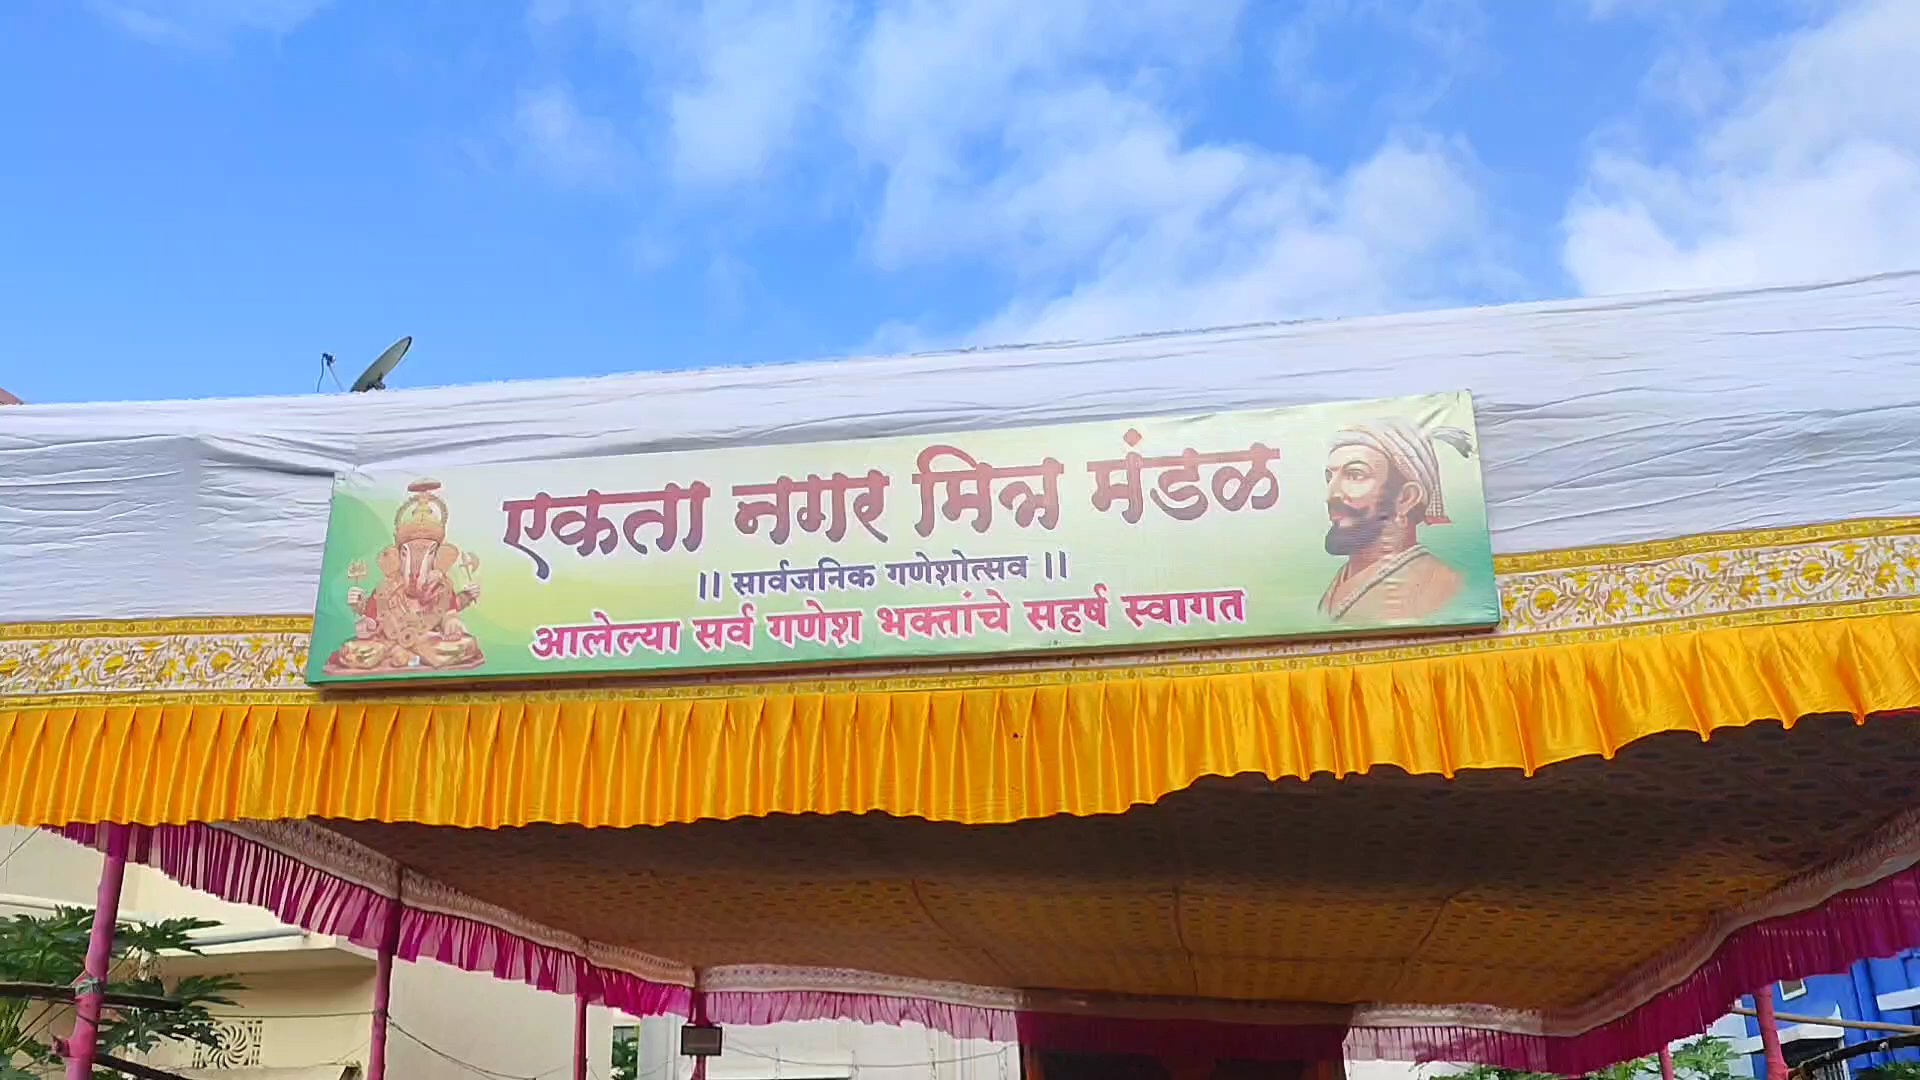 एकता नगर मित्र मंडळ
।। सार्वजनिक गणेशोत्सव ।।
आलेल्या सर्व गणेश भक्तांचे सहर्ष स्वागत